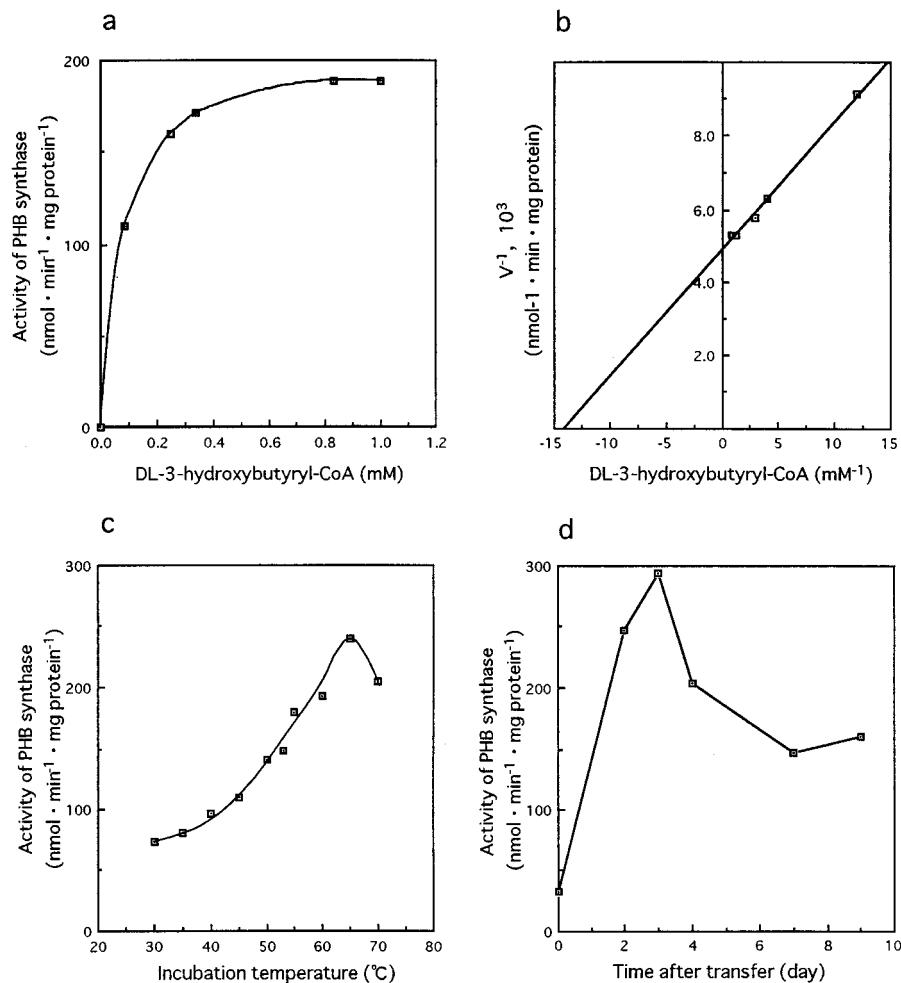 a
200
100
0
0.0 0.2 0.4 0.6 0.8 1.0 1.2
Activity of PHB synthase
(nmol · min⁻¹ · mg protein⁻¹)
DL-3-hydroxybutyryl-CoA (mM)
b
8.0
6.0
4.0
2.0
-15 -10 -5 0 5 10 15
V⁻¹, 10³
(nmol-1 · min · mg protein)
DL-3-hydroxybutyryl-CoA (mM⁻¹)
c
300
200
100
0
20 30 40 50 60 70 80
Activity of PHB synthase
(nmol · min⁻¹ · mg protein⁻¹)
Incubation temperature (℃)
d
300
200
100
0
0 2 4 6 8 10
Activity of PHB synthase
(nmol · min⁻¹ · mg protein⁻¹)
Time after transfer (day)